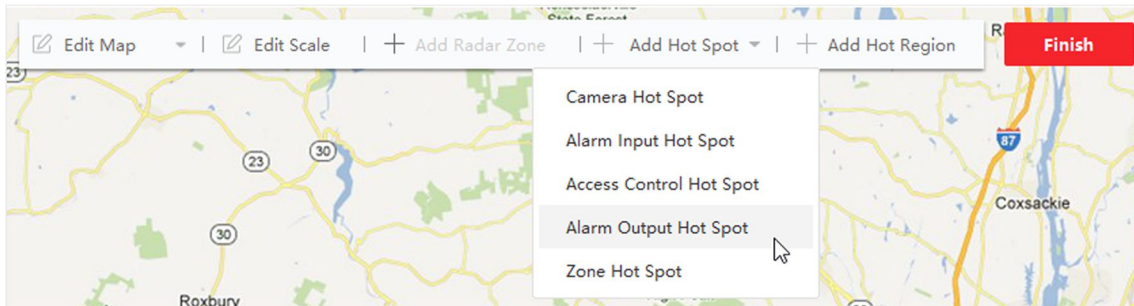 State Forest
Edit Map
Edit Scale
Add Radar Zone
Add Hot Spot
Add Hot Region
Finish
23
Camera Hot Spot
Alarm Input Hot Spot
Access Control Hot Spot
Alarm Output Hot Spot
Zone Hot Spot
30
23
87
Coxsackie
30
Roxbury